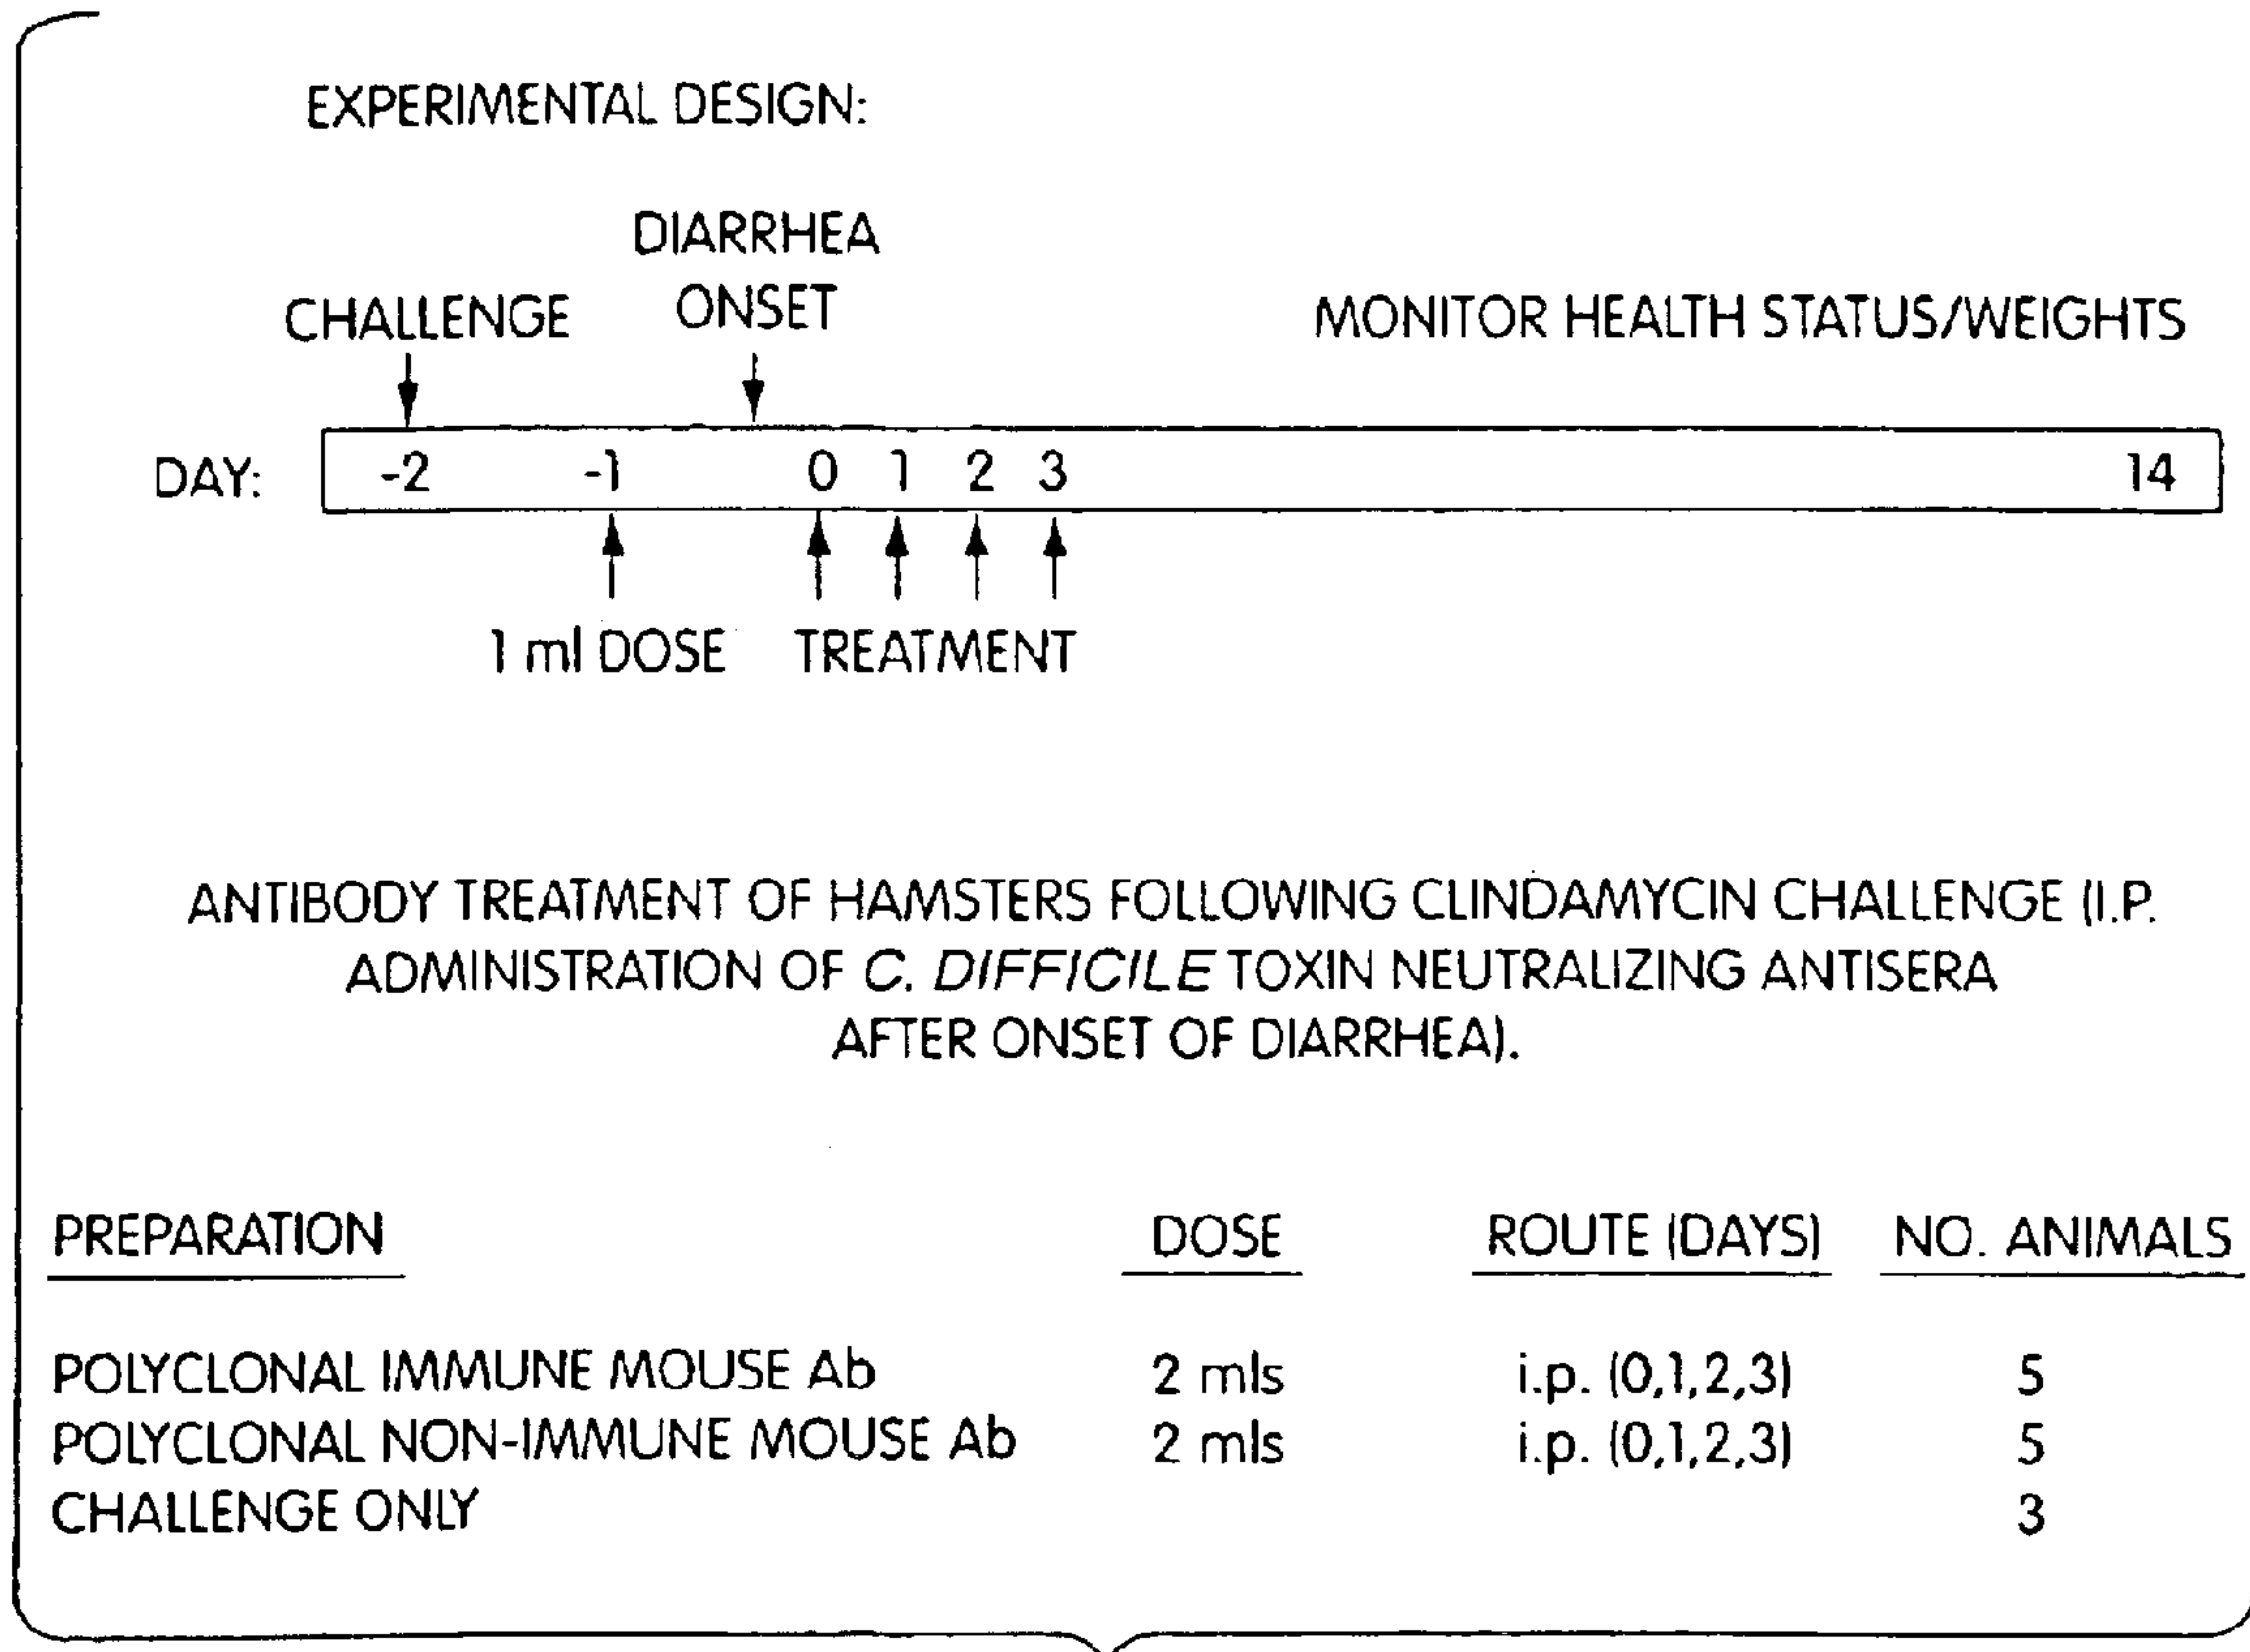 EXPERIMENTAL DESIGN:
DIARRHEA
ONSET
CHALLENGE
MONITOR HEALTH STATUS/WEIGHTS
DAY: -2 -1 0 1 2 3 14
1 ml DOSE TREATMENT
ANTIBODY TREATMENT OF HAMSTERS FOLLOWING CLINDAMYCIN CHALLENGE (I.P.
ADMINISTRATION OF C. DIFFICILE TOXIN NEUTRALIZING ANTISERA
AFTER ONSET OF DIARRHEA).
PREPARATION DOSE ROUTE (DAYS) NO. ANIMALS
POLYCLONAL IMMUNE MOUSE Ab 2 mls i.p. (0,1,2,3) 5
POLYCLONAL NON-IMMUNE MOUSE Ab 2 mls i.p. (0,1,2,3) 5
CHALLENGE ONLY 3